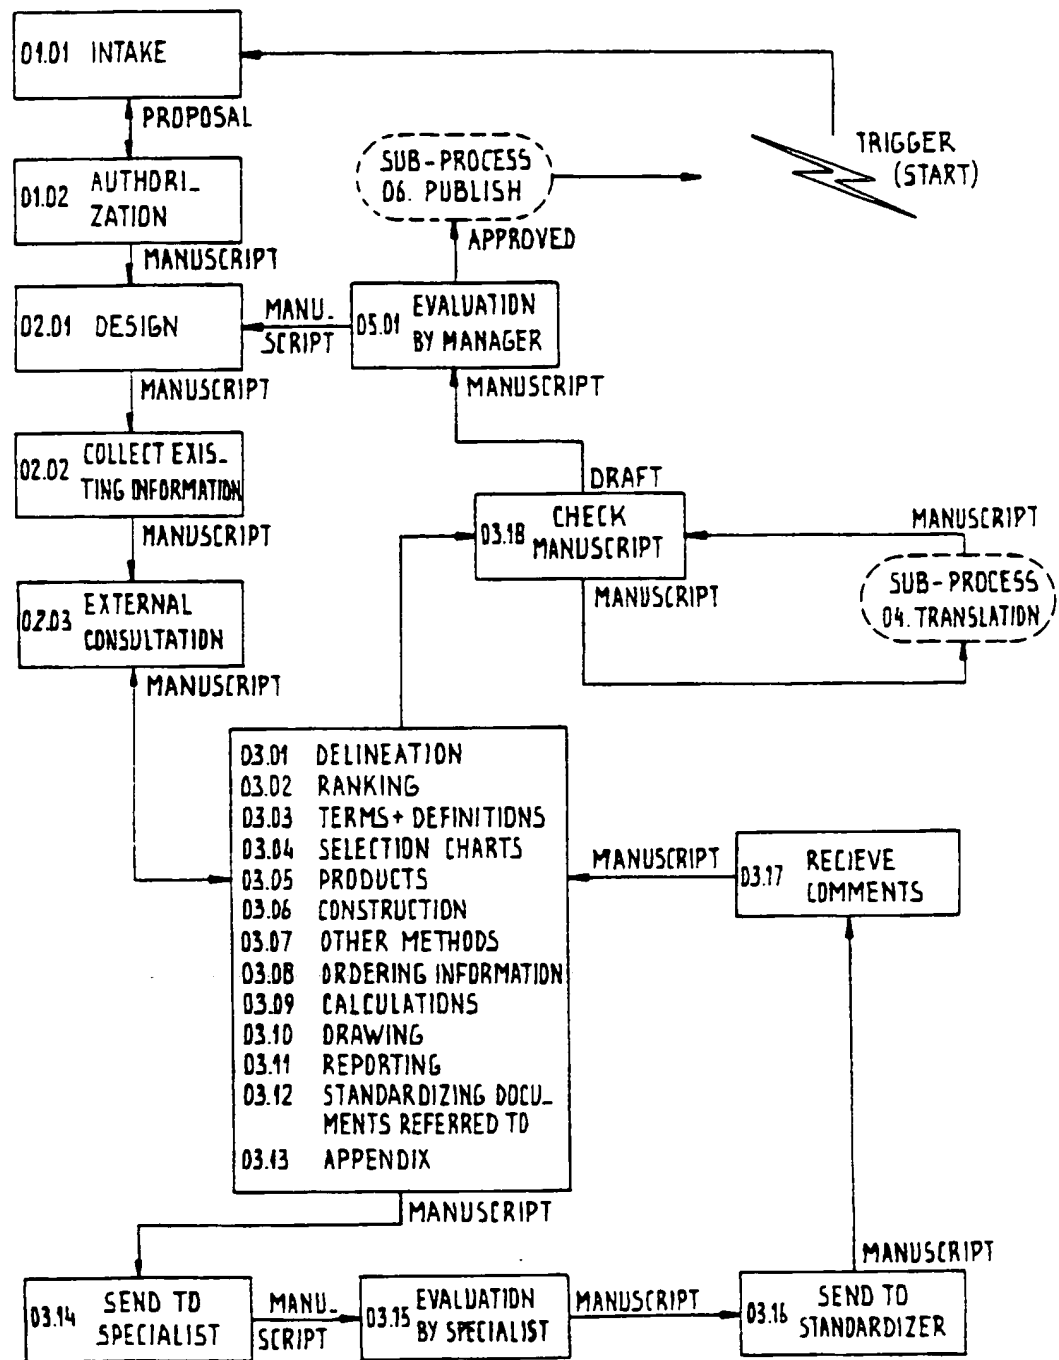 01.01 INTAKE
PROPOSAL
01.02 AUTHORI_
ZATION
MANUSCRIPT
02.01 DESIGN
MANUSCRIPT
02.02 COLLECT EXIS_
TING INFORMATION
MANUSCRIPT
02.03 EXTERNAL
CONSULTATION
MANUSCRIPT
TRIGGER
(START)
SUB-PROCESS
06. PUBLISH
APPROVED
05.01 EVALUATION
BY MANAGER
MANU_
SCRIPT
MANUSCRIPT
DRAFT
03.18 CHECK
MANUSCRIPT
MANUSCRIPT
MANUSCRIPT
SUB-PROCESS
04. TRANSLATION
03.01 DELINEATION
03.02 RANKING
03.03 TERMS+ DEFINITIONS
03.04 SELECTION CHARTS
03.05 PRODUCTS
03.06 CONSTRUCTION
03.07 OTHER METHODS
03.08 ORDERING INFORMATION
03.09 CALCULATIONS
03.10 DRAWING
03.11 REPORTING
03.12 STANDARDIZING DOCU_
MENTS REFERRED TO
03.13 APPENDIX
MANUSCRIPT
MANUSCRIPT
03.17 RECIEVE
COMMENTS
MANUSCRIPT
03.14 SEND TO
SPECIALIST
MANU_
SCRIPT
03.15 EVALUATION
BY SPECIALIST
MANUSCRIPT
03.16 SEND TO
STANDARDIZER